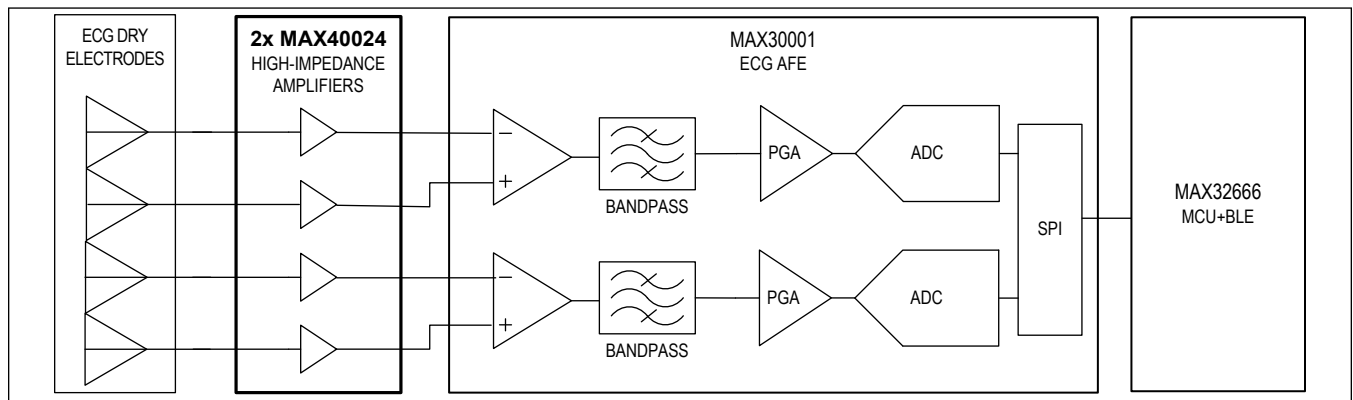 ECG DRY
ELECTRODES
2x MAX40024
HIGH-IMPEDANCE
AMPLIFIERS
MAX30001
ECG AFE
−
+
BANDPASS
PGA
ADC
−
+
BANDPASS
PGA
ADC
SPI
MAX32666
MCU+BLE